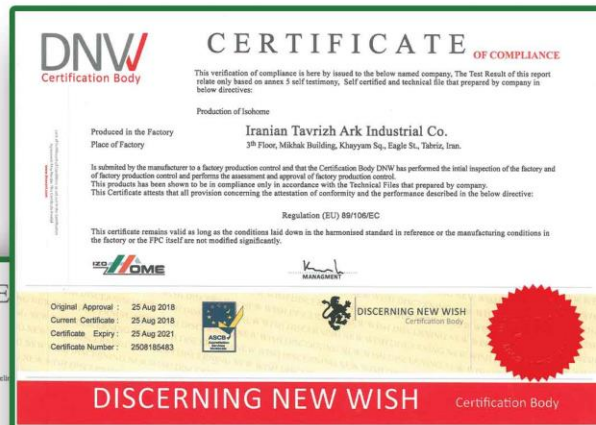 DNV
Certification Body
CERTIFICATE
OF COMPLIANCE
This verification of compliance is here by issued to the below named company, The Test Result of this report
relate only based on annex 5 self testimony, Self certified and technical file that prepared by company in
below directives:
Production of Isohome
Produced in the Factory
Iranian Tavrizh Ark Industrial Co.
Place of Factory
3th Floor, Mikhak Building, Khayyam Sq., Eagle St., Tabriz, Iran.
Is submited by the manufacturer to a factory production control and that the Certification Body DNW has performed the intial inspection of the factory and
of factory production control and performs the assessment and approval of factory production control.
This products has been shown to be in compliance only in accordance with the Technical Files that prepared by company.
This Certificate attests that all provision concerning the attestation of conformity and the performance described in the below directive:
Regulation (EU) 89/106/EC
This certificate remains valid as long as the conditions laid down in the harmonised standard in reference or the manufacturing conditions in
the factory or the FPC itself are not modified significantly.
IZO HOME
MANAGMENT
Original Approval : 25 Aug 2018
Current Certificate : 25 Aug 2018
Certificate Expiry: 25 Aug 2021
Certificate Number : 2508185483
ASCB
DISCERNING NEW WISH
Certification Body
DISCERNING NEW WISH
Certification Body